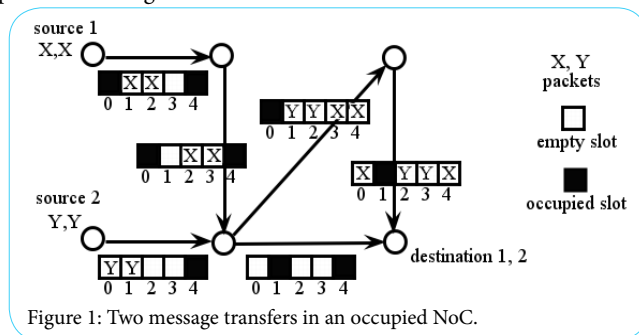 source 1
X,X
X X
0 1 2 3 4
Y Y X X
0 1 2 3 4
X, Y
packets
empty slot
X X
0 1 2 3 4
X Y Y X
0 1 2 3 4
occupied slot
source 2
Y,Y
destination 1, 2
Y Y
0 1 2 3 4
0 1 2 3 4
Figure 1: Two message transfers in an occupied NoC.